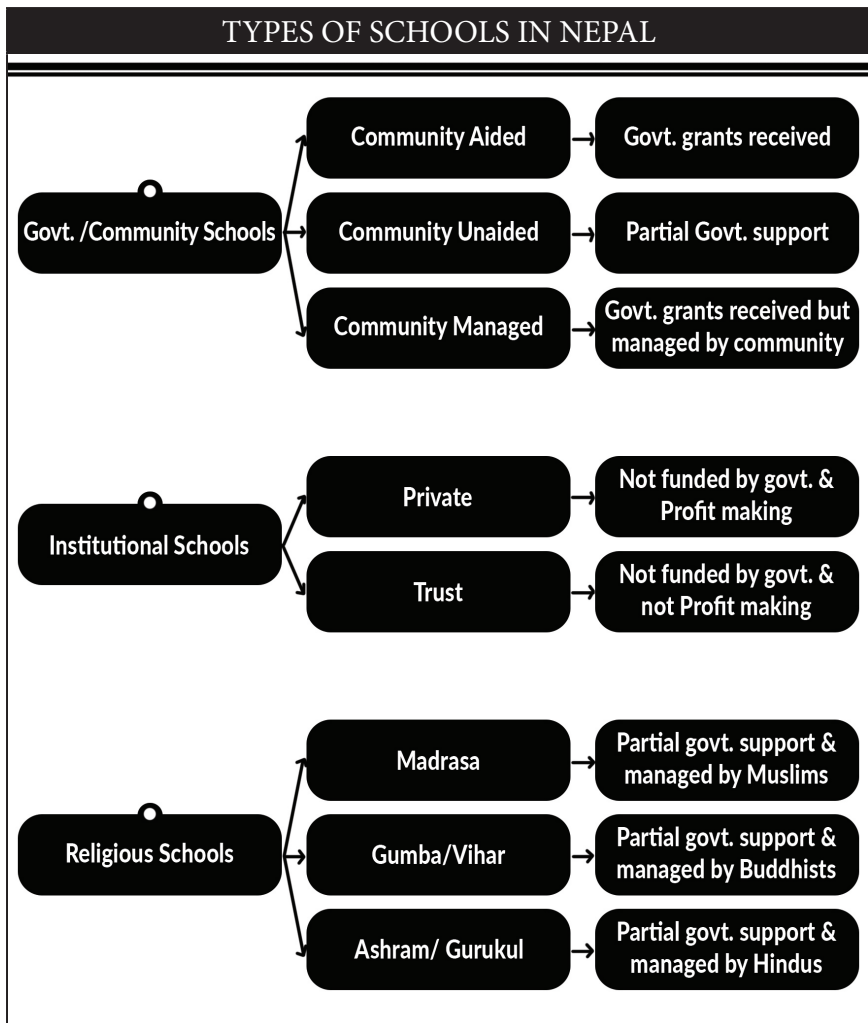 TYPES OF SCHOOLS IN NEPAL
Govt. /Community Schools
Community Aided
Govt. grants received
Community Unaided
Partial Govt. support
Community Managed
Govt. grants received but
managed by community
Institutional Schools
Private
Not funded by govt. &
Profit making
Trust
Not funded by govt. &
not Profit making
Religious Schools
Madrasa
Partial govt. support &
managed by Muslims
Gumba/Vihar
Partial govt. support &
managed by Buddhists
Ashram/ Gurukul
Partial govt. support &
managed by Hindus